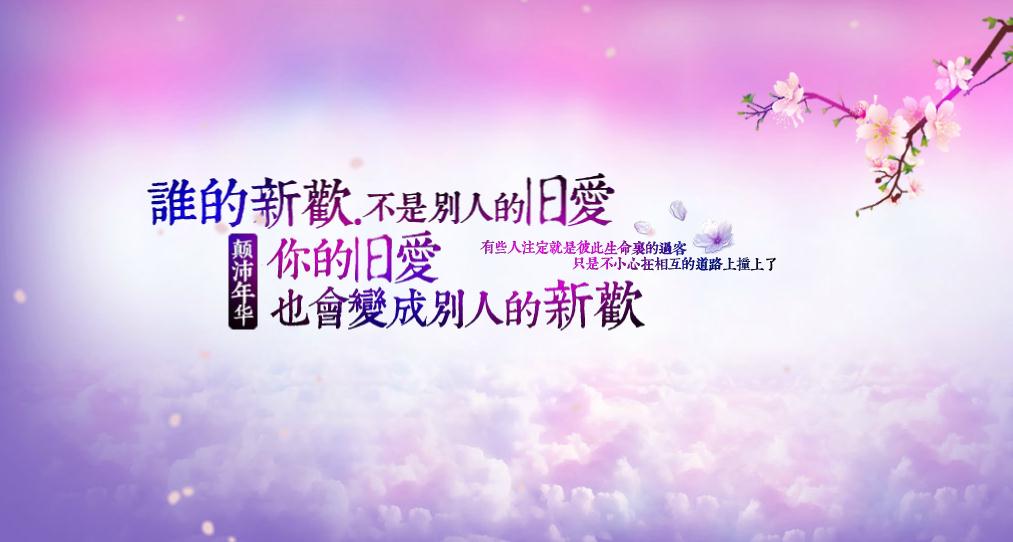 誰的新歡.不是別人的旧愛
颠沛年华
你的旧愛
也會變成別人的新歡
有些人注定就是彼此生命裏的過客
只是不小心在相互的道路上撞上了